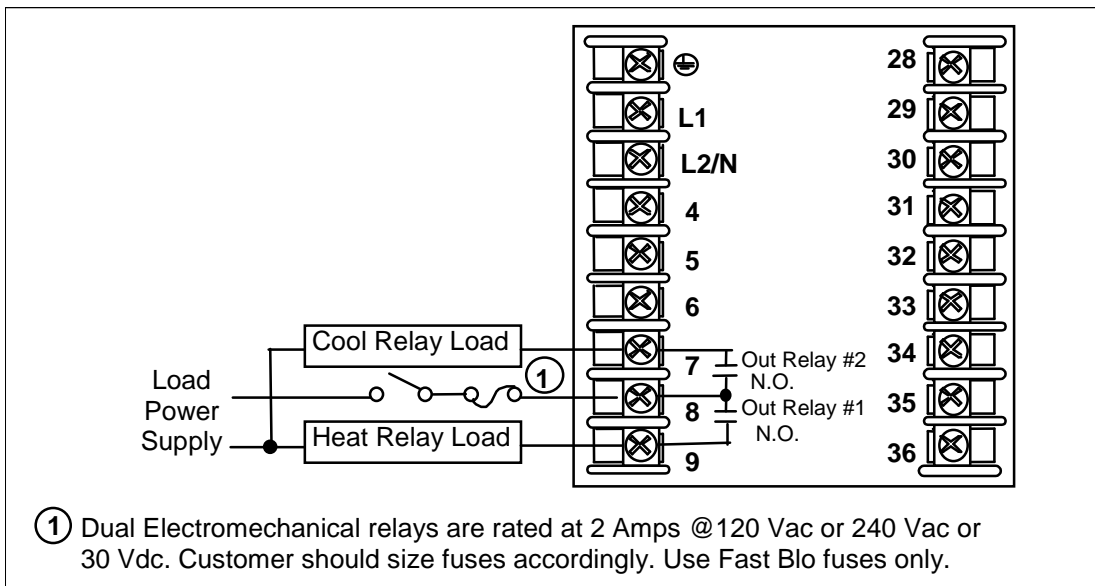 28
L1
29
L2/N
30
4
31
5
32
6
33
Cool Relay Load
7
Out Relay #2
N.O.
34
1
Load
Power
Supply
8
Out Relay #1
N.O.
35
Heat Relay Load
9
36
1 Dual Electromechanical relays are rated at 2 Amps @120 Vac or 240 Vac or
30 Vdc. Customer should size fuses accordingly. Use Fast Blo fuses only.